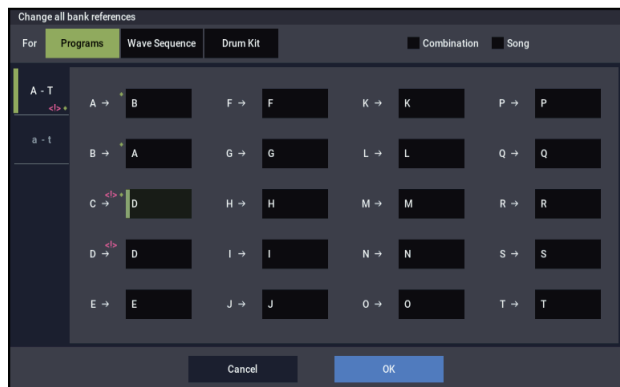 Change all bank references
For Programs Wave Sequence Drum Kit Combination Song
A - T
<!> *
a - t
A → * B F → F K → K P → P
B → * A G → G L → L Q → Q
C → <!> * D H → H M → M R → R
D → <!> D I → I N → N S → S
E → E J → J O → O T → T
Cancel OK